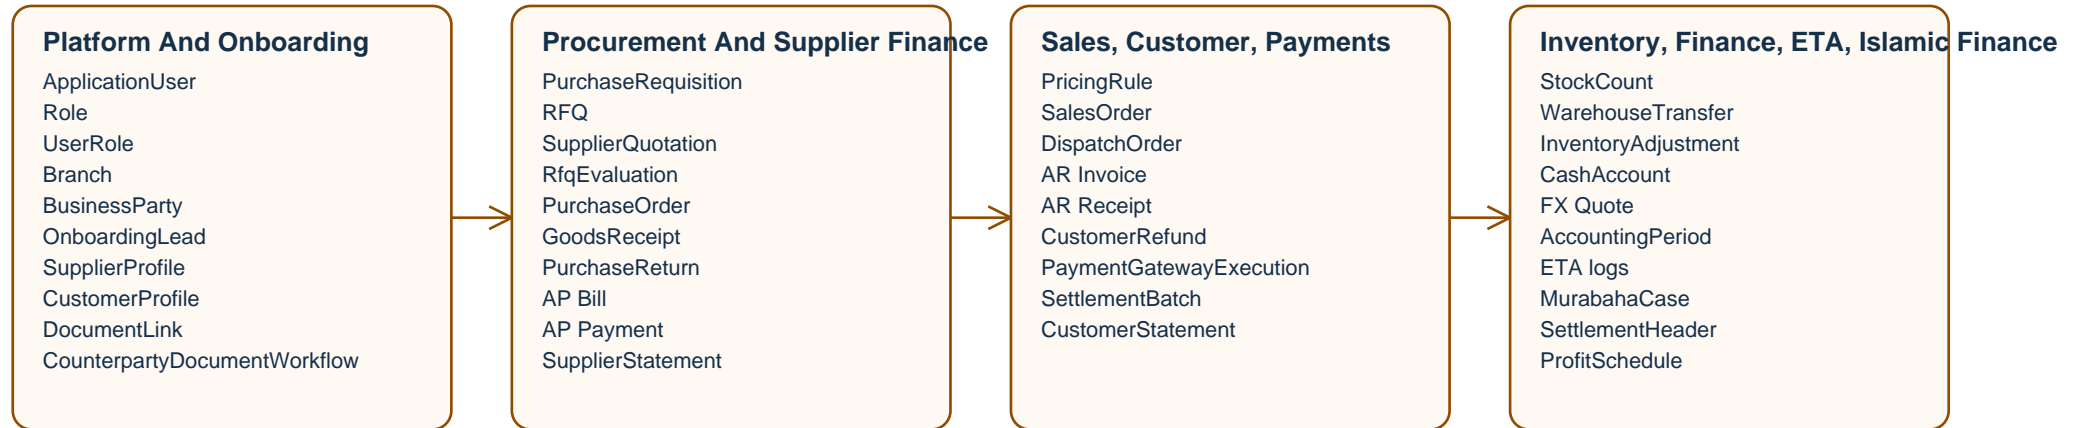 Platform And Onboarding
ApplicationUser
Role
UserRole
Branch
BusinessParty
OnboardingLead
SupplierProfile
CustomerProfile
DocumentLink
CounterpartyDocumentWorkflow
Procurement And Supplier Finance
PurchaseRequisition
RFQ
SupplierQuotation
RfqEvaluation
PurchaseOrder
GoodsReceipt
PurchaseReturn
AP Bill
AP Payment
SupplierStatement
Sales, Customer, Payments
PricingRule
SalesOrder
DispatchOrder
AR Invoice
AR Receipt
CustomerRefund
PaymentGatewayExecution
SettlementBatch
CustomerStatement
Inventory, Finance, ETA, Islamic Finance
StockCount
WarehouseTransfer
InventoryAdjustment
CashAccount
FX Quote
AccountingPeriod
ETA logs
MurabahaCase
SettlementHeader
ProfitSchedule